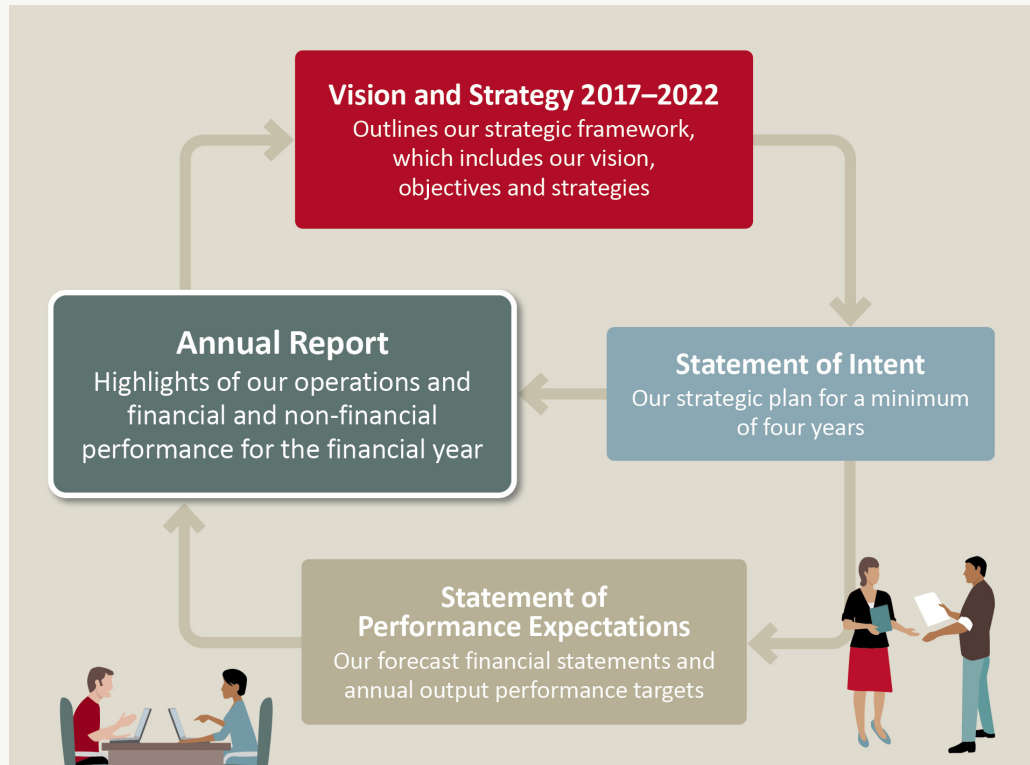 Vision and Strategy 2017–2022
Outlines our strategic framework,
which includes our vision,
objectives and strategies
Annual Report
Highlights of our operations and
financial and non-financial
performance for the financial year
Statement of Intent
Our strategic plan for a minimum
of four years
Statement of
Performance Expectations
Our forecast financial statements and
annual output performance targets